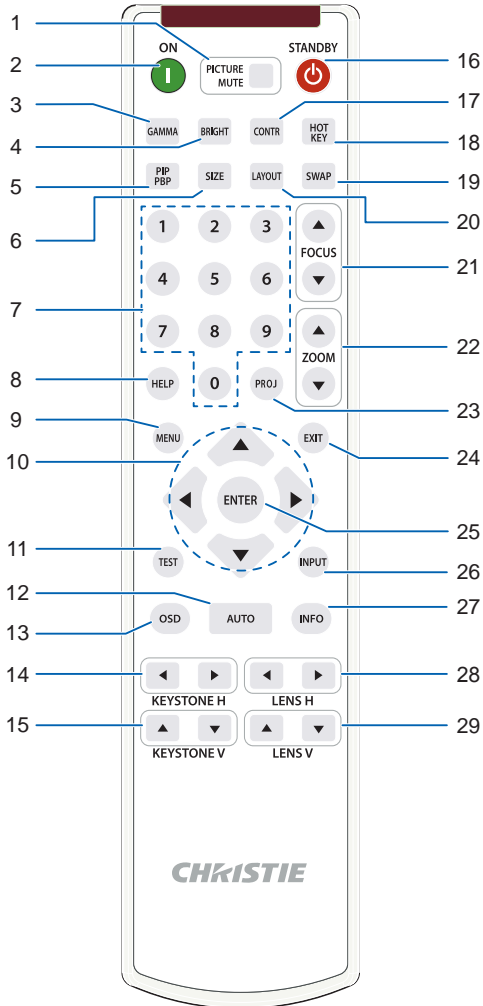 1
ON
STANDBY
2
PICTURE MUTE
16
3
17
GAMMA
BRIGHT
CONTR
HOT KEY
4
18
5
PIP PBP
SIZE
LAYOUT
SWAP
19
6
20
1 2 3
FOCUS
21
4 5 6
7
7 8 9
ZOOM
22
8
HELP
0
PROJ
23
9
MENU
EXIT
24
10
ENTER
25
11
TEST
INPUT
26
12
27
13
OSD
AUTO
INFO
14
28
KEYSTONE H
LENS H
15
29
KEYSTONE V
LENS V
CHRISTIE